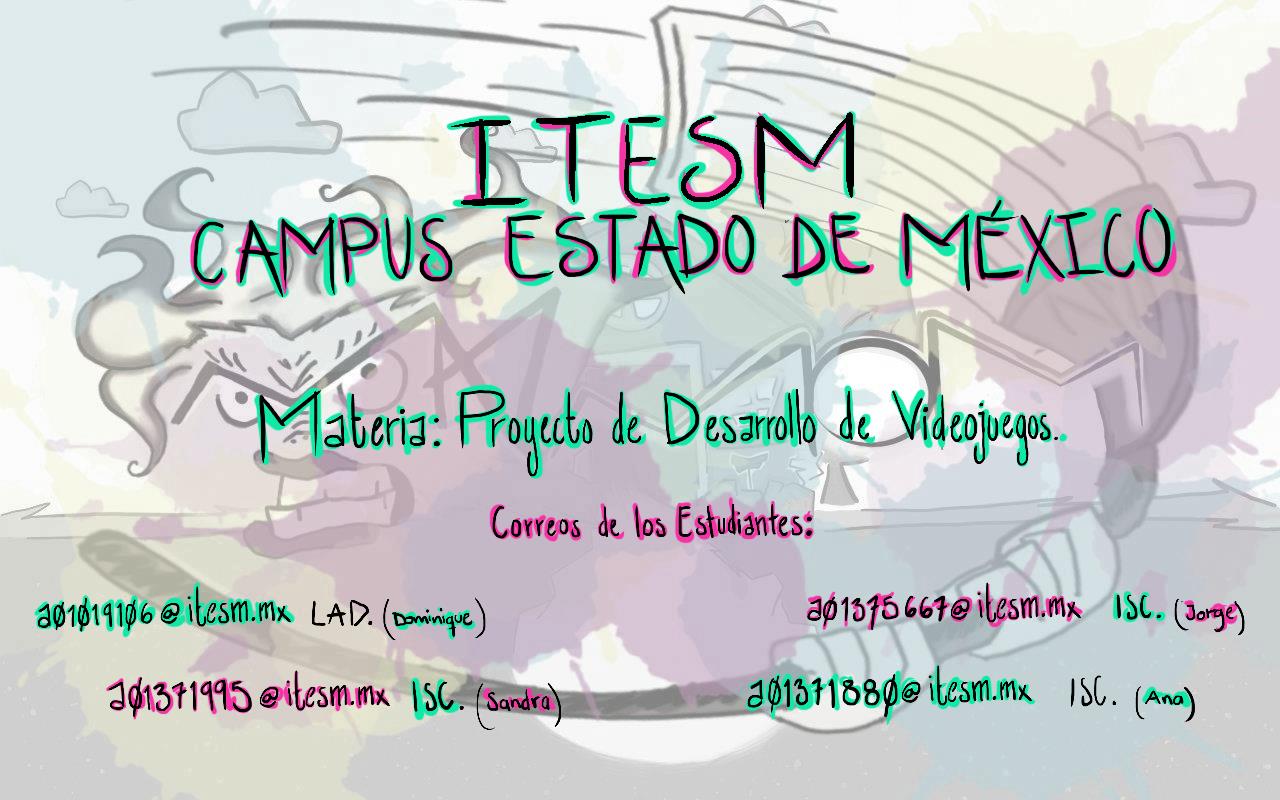 ITESM
CAMPUS ESTADO DE MÉXICO
Materia: Proyecto de Desarrollo de Videojuegos.
Correos de los Estudiantes:
a01019106@itesm.mx LAD. (Dominique)
a01375667@itesm.mx ISC. (Jorge)
a01371995@itesm.mx ISC. (Sandra)
a01371880@itesm.mx ISC. (Ana)